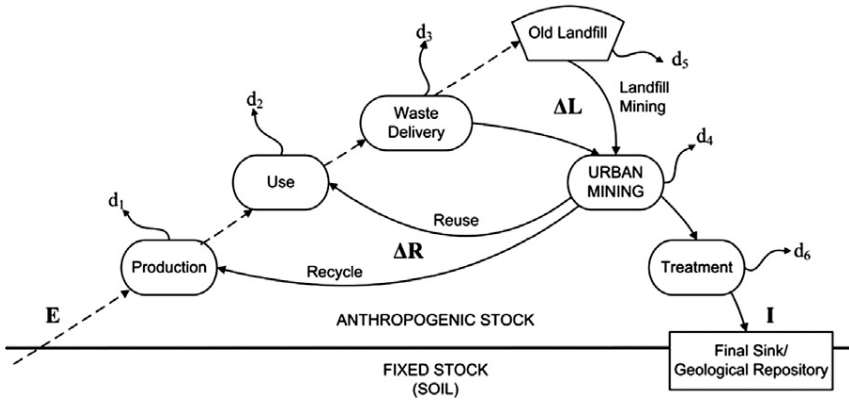 d3
Old Landfill
d5
d2
Waste
Delivery
ΔL
Landfill
Mining
d4
Use
URBAN
MINING
d1
Reuse
Production
ΔR
Recycle
Treatment
d6
E
ANTHROPOGENIC STOCK
I
FIXED STOCK
(SOIL)
Final Sink/
Geological Repository